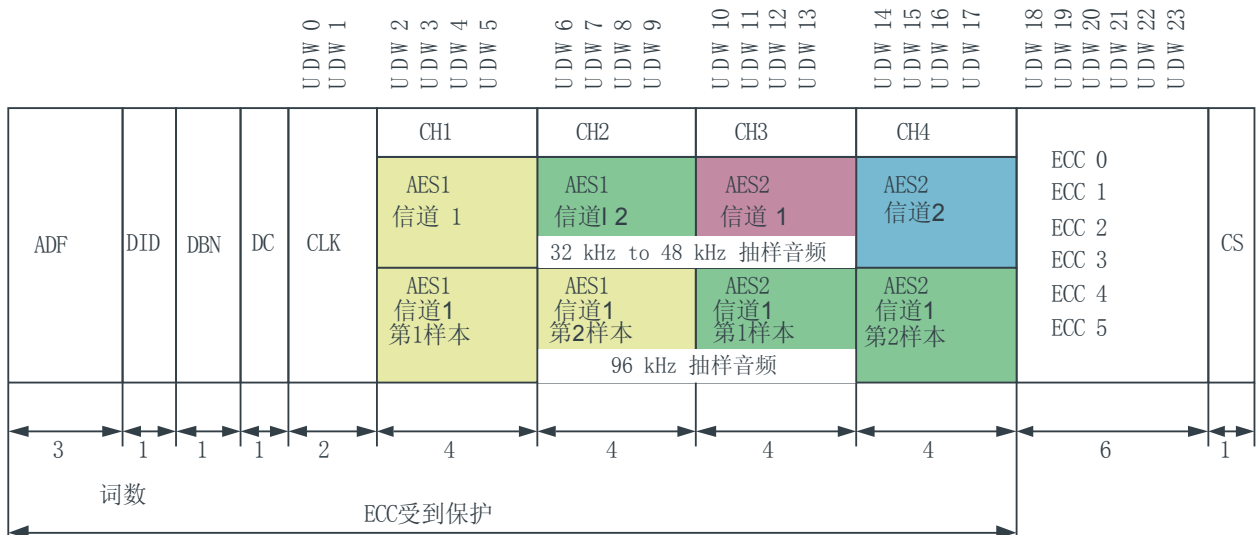 UDW 0
UDW 1
UDW 2
UDW 3
UDW 4
UDW 5
UDW 6
UDW 7
UDW 8
UDW 9
UDW 10
UDW 11
UDW 12
UDW 13
UDW 14
UDW 15
UDW 16
UDW 17
UDW 18
UDW 19
UDW 20
UDW 21
UDW 22
UDW 23
ADF
DID
DBN
DC
CLK
CH1
CH2
CH3
CH4
AES1
信道 1
AES1
信道l 2
AES2
信道 1
AES2
信道2
32 kHz to 48 kHz 抽样音频
AES1
信道1
第1样本
AES1
信道1
第2样本
AES2
信道1
第1样本
AES2
信道1
第2样本
96 kHz 抽样音频
ECC 0
ECC 1
ECC 2
ECC 3
ECC 4
ECC 5
CS
3
1
1
1
2
4
4
4
4
6
1
词数
ECC受到保护